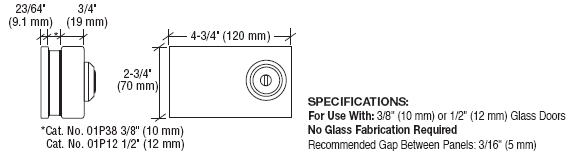 23/64" 3/4"
(9.1 mm) (19 mm)
*
4-3/4" (120 mm)
2-3/4"
(70 mm)
*Cat. No. 01P38 3/8" (10 mm)
Cat. No. 01P12 1/2" (12 mm)
SPECIFICATIONS:
For Use With: 3/8" (10 mm) or 1/2" (12 mm) Glass Doors
No Glass Fabrication Required
Recommended Gap Between Panels: 3/16" (5 mm)